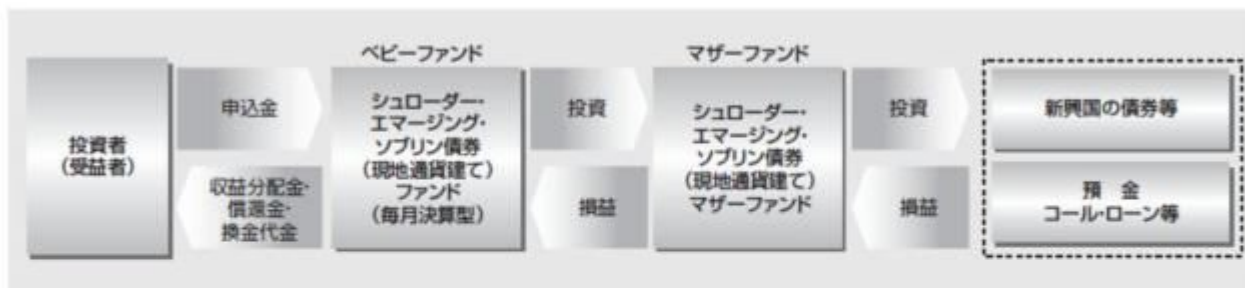 ベビーファンド
マザーファンド
投資者
(受益者)
申込金
収益分配金・
償還金・
換金代金
シュローダー・
エマージング・
ソブリン債券
(現地通貨建て)
ファンド
(毎月決算型)
投資
損益
シュローダー・
エマージング・
ソブリン債券
(現地通貨建て)
マザーファンド
投資
損益
新興国の債券等
預 金
コール・ローン等